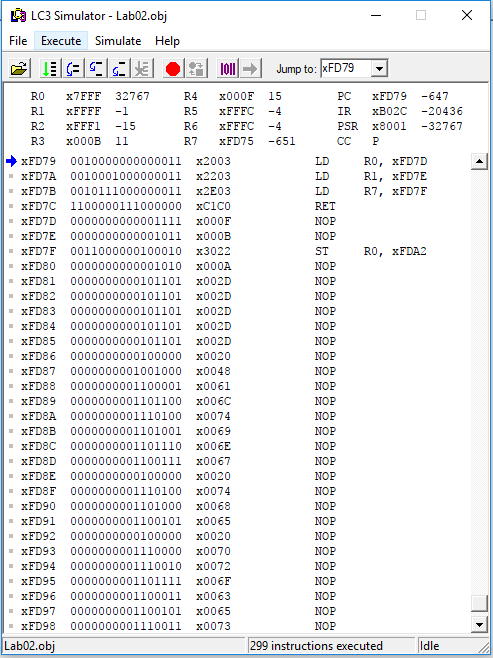 LC3 Simulator - Lab02.obj
File Execute Simulate Help
Jump to: xFD79
R0 x7FFF 32767 R4 x000F 15 PC xFD79 -647
R1 xFFFF -1 R5 xFFFC -4 IR xB02C -20436
R2 xFFF1 -15 R6 xFFFC -4 PSR x8001 -32767
R3 x000B 11 R7 xFD75 -651 CC P
xFD79 0010000000000011 x2003 LD R0, xFD7D
xFD7A 0010001000000011 x2203 LD R1, xFD7E
xFD7B 0010111000000011 x2E03 LD R7, xFD7F
xFD7C 1100000111000000 xC1C0 RET
xFD7D 0000000000001111 x000F NOP
xFD7E 0000000000001011 x000B NOP
xFD7F 0011000000100010 x3022 ST R0, xFDA2
xFD80 0000000000001010 x000A NOP
xFD81 0000000000101101 x002D NOP
xFD82 0000000000101101 x002D NOP
xFD83 0000000000101101 x002D NOP
xFD84 0000000000101101 x002D NOP
xFD85 0000000000101101 x002D NOP
xFD86 0000000000100000 x0020 NOP
xFD87 0000000001001000 x0048 NOP
xFD88 0000000001100001 x0061 NOP
xFD89 0000000001101100 x006C NOP
xFD8A 0000000001110100 x0074 NOP
xFD8B 0000000001101001 x0069 NOP
xFD8C 0000000001101110 x006E NOP
xFD8D 0000000001100111 x0067 NOP
xFD8E 0000000000100000 x0020 NOP
xFD8F 0000000001110100 x0074 NOP
xFD90 0000000001101000 x0068 NOP
xFD91 0000000001100101 x0065 NOP
xFD92 0000000000100000 x0020 NOP
xFD93 0000000001110000 x0070 NOP
xFD94 0000000001110010 x0072 NOP
xFD95 0000000001101111 x006F NOP
xFD96 0000000001100011 x0063 NOP
xFD97 0000000001100101 x0065 NOP
xFD98 0000000001110011 x0073 NOP
Lab02.obj 299 instructions executed Idle